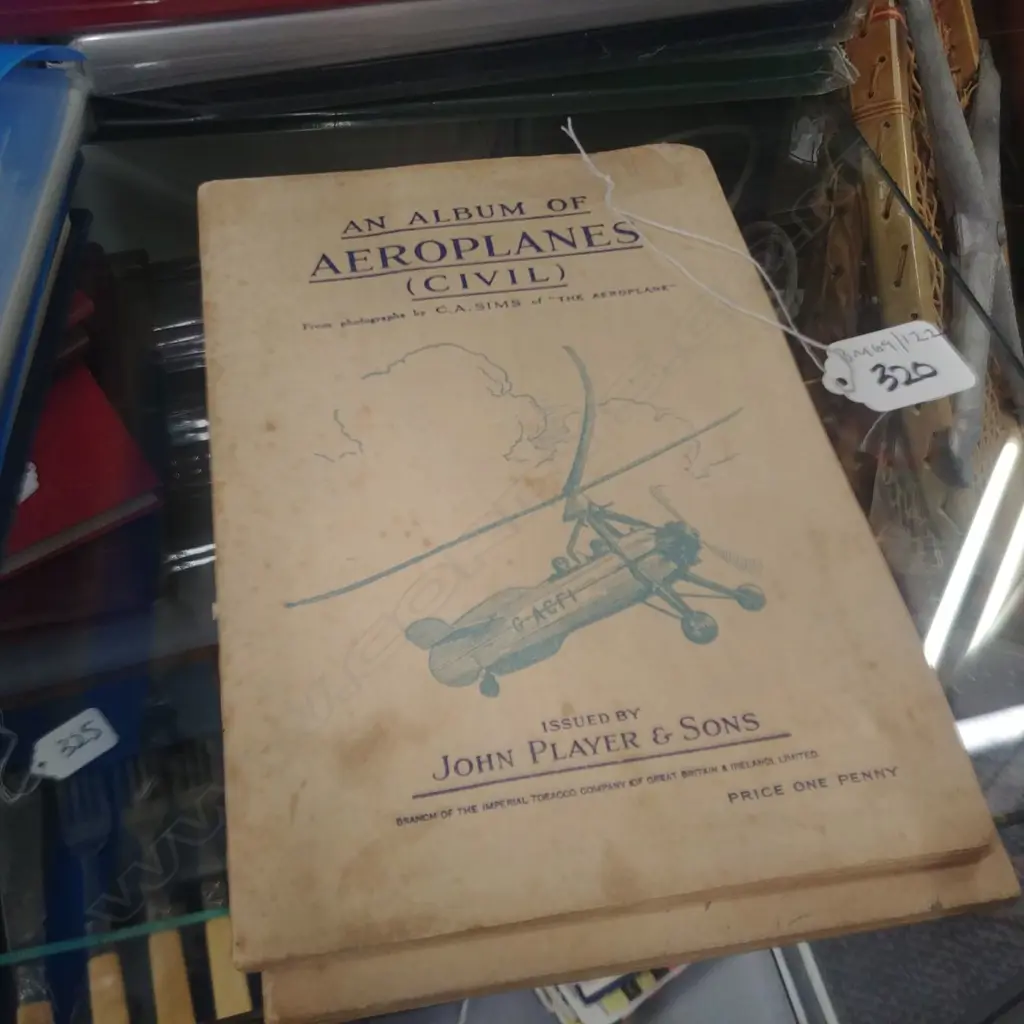 AN ALBUM OF
AEROPLANES
(CIVIL)
From photographs by C.A. SIMS of "THE AEROPLANE"
320
G-ACFI
325
ISSUED BY
JOHN PLAYER & SONS
BRANCH OF THE IMPERIAL TOBACCO COMPANY (OF GREAT BRITAIN & IRELAND), LIMITED
PRICE ONE PENNY